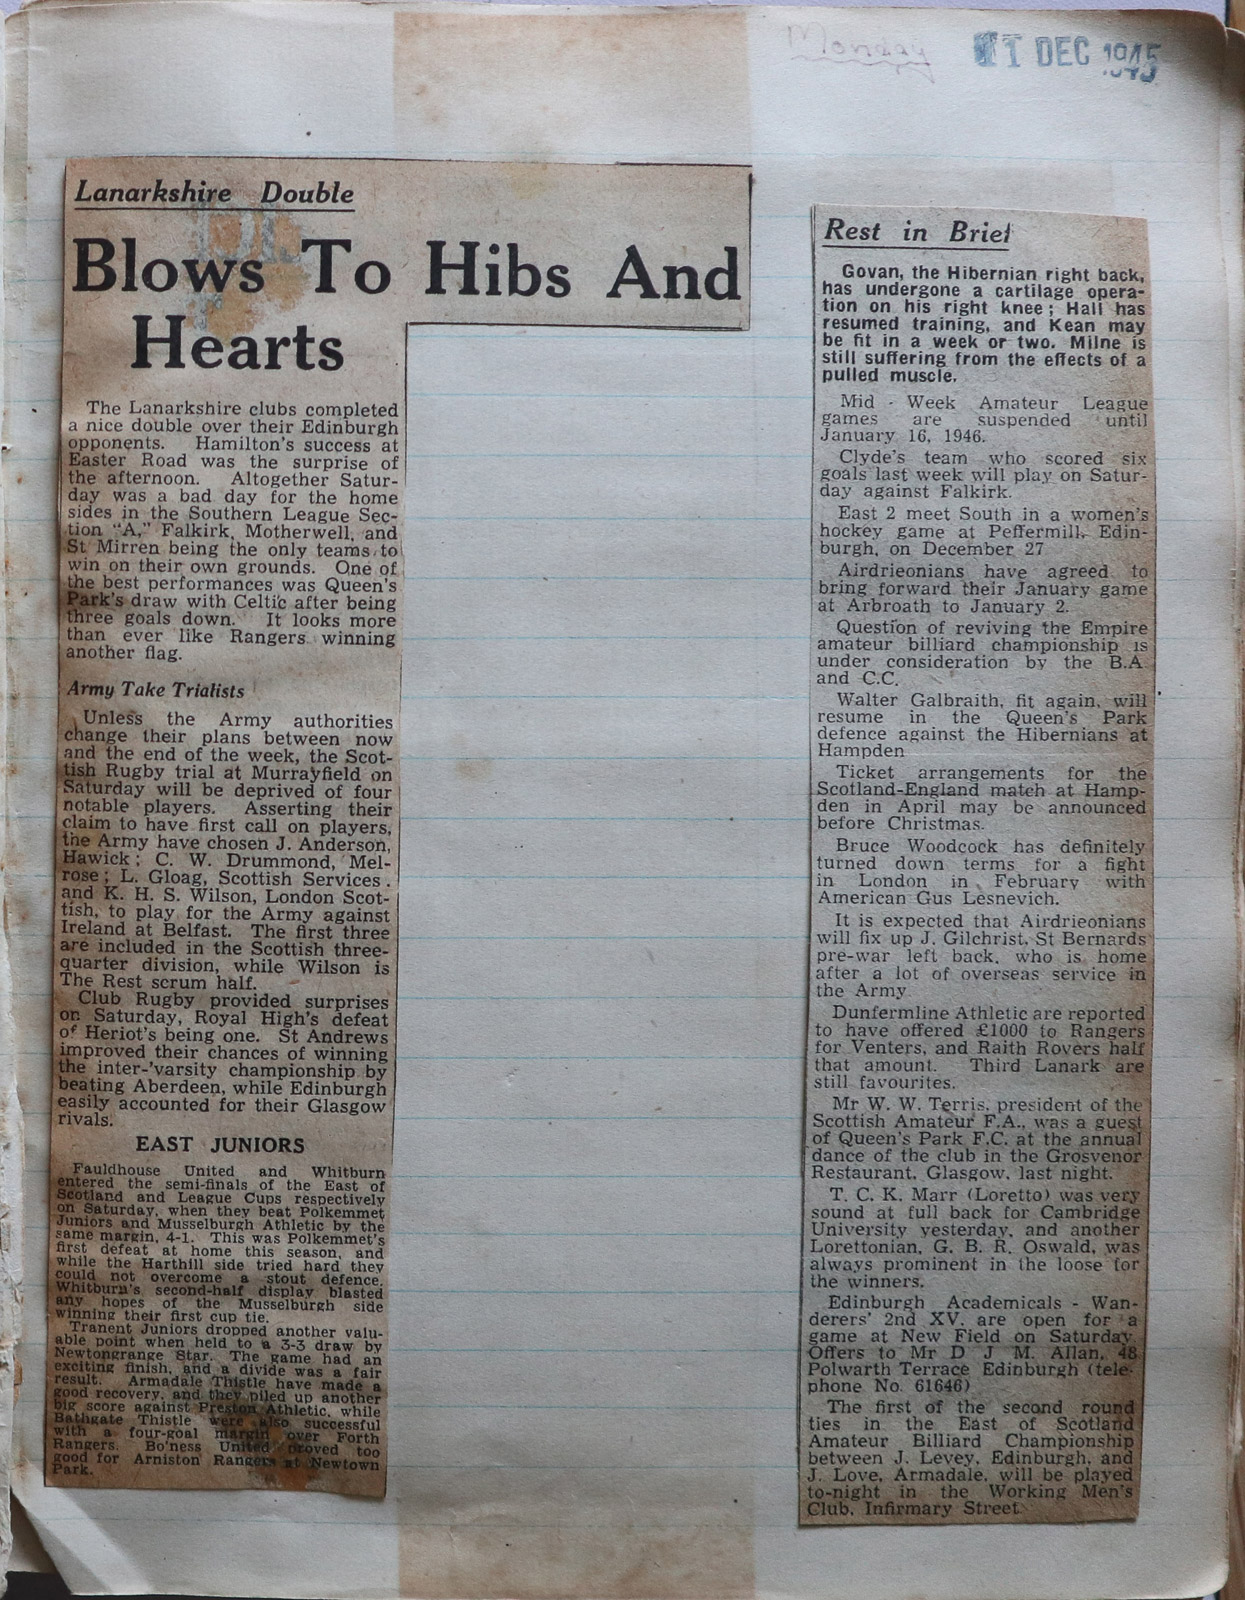 Monday
DEC 1945
Lanarkshire Double
Blows To Hibs And
Hearts
The Lanarkshire clubs completed
a nice double over their Edinburgh
opponents. Hamilton's success at
Easter Road was the surprise of
the afternoon. Altogether Satur-
day was a bad day for the home
sides in the Southern League Sec-
tion "A," Falkirk, Motherwell, and
St Mirren being the only teams to
win on their own grounds. One of
the best performances was Queen's
Park's draw with Celtic after being
three goals down. It looks more
than ever like Rangers winning
another flag.
Army Take Trialists
Unless the Army authorities
change their plans between now
and the end of the week, the Scot-
tish Rugby trial at Murrayfield on
Saturday will be deprived of four
notable players. Asserting their
claim to have first call on players,
the Army have chosen J. Anderson,
Hawick; C. W. Drummond, Mel-
rose; L. Gloag, Scottish Services.
and K. H. S. Wilson, London Scot-
tish, to play for the Army against
Ireland at Belfast. The first three
are included in the Scottish three-
quarter division, while Wilson is
The Rest scrum half.
Club Rugby provided surprises
on Saturday, Royal High's defeat
of Heriot's being one. St Andrews
improved their chances of winning
the inter-'varsity championship by
beating Aberdeen, while Edinburgh
easily accounted for their Glasgow
rivals.
EAST JUNIORS
Fauldhouse United and Whitburn
entered the semi-finals of the East of
Scotland and League Cups respectively
on Saturday, when they beat Polkemmet
Juniors and Musselburgh Athletic by the
same margin, 4-1. This was Polkemmet's
first defeat at home this season, and
while the Harthill side tried hard they
could not overcome a stout defence.
Whitburn's second-half display blasted
any hopes of the Musselburgh side
winning their first cup tie.
Tranent Juniors dropped another valu-
able point when held to a 3-3 draw by
Newtongrange Star. The game had an
exciting finish, and a divide was a fair
result. Armadale Thistle have made a
good recovery, and they piled up another
big score against Preston Athletic, while
Bathgate Thistle were also successful
with a four-goal margin over Forth
Rangers. Bo'ness United proved too
good for Arniston Rangers at Newtown
Park.
Rest in Brief
Govan, the Hibernian right back,
has undergone a cartilage opera-
tion on his right knee; Hall has
resumed training, and Kean may
be fit in a week or two. Milne is
still suffering from the effects of a
pulled muscle.
Mid - Week Amateur League
games are suspended until
January 16, 1946.
Clyde's team who scored six
goals last week will play on Satur-
day against Falkirk.
East 2 meet South in a women's
hockey game at Peffermill, Edin-
burgh, on December 27
Airdrieonians have agreed to
bring forward their January game
at Arbroath to January 2.
Question of reviving the Empire
amateur billiard championship is
under consideration by the B.A
and C.C.
Walter Galbraith, fit again, will
resume in the Queen's Park
defence against the Hibernians at
Hampden
Ticket arrangements for the
Scotland-England match at Hamp-
den in April may be announced
before Christmas.
Bruce Woodcock has definitely
turned down terms for a fight
in London in February with
American Gus Lesnevich.
It is expected that Airdrieonians
will fix up J. Gilchrist, St Bernards
pre-war left back, who is home
after a lot of overseas service in
the Army
Dunfermline Athletic are reported
to have offered £1000 to Rangers
for Venters, and Raith Rovers half
that amount. Third Lanark are
still favourites.
Mr W. W. Terris, president of the
Scottish Amateur F.A., was a guest
of Queen's Park F.C. at the annual
dance of the club in the Grosvenor
Restaurant, Glasgow, last night.
T. C. K. Marr (Loretto) was very
sound at full back for Cambridge
University yesterday, and another
Lorettonian, G. B. R. Oswald, was
always prominent in the loose for
the winners.
Edinburgh Academicals - Wan-
derers' 2nd XV. are open for a
game at New Field on Saturday
Offers to Mr D J M. Allan, 48
Polwarth Terrace Edinburgh (tele-
phone No. 61646)
The first of the second round
ties in the East of Scotland
Amateur Billiard Championship
between J. Levey, Edinburgh, and
J. Love, Armadale, will be played
to-night in the Working Men's
Club, Infirmary Street